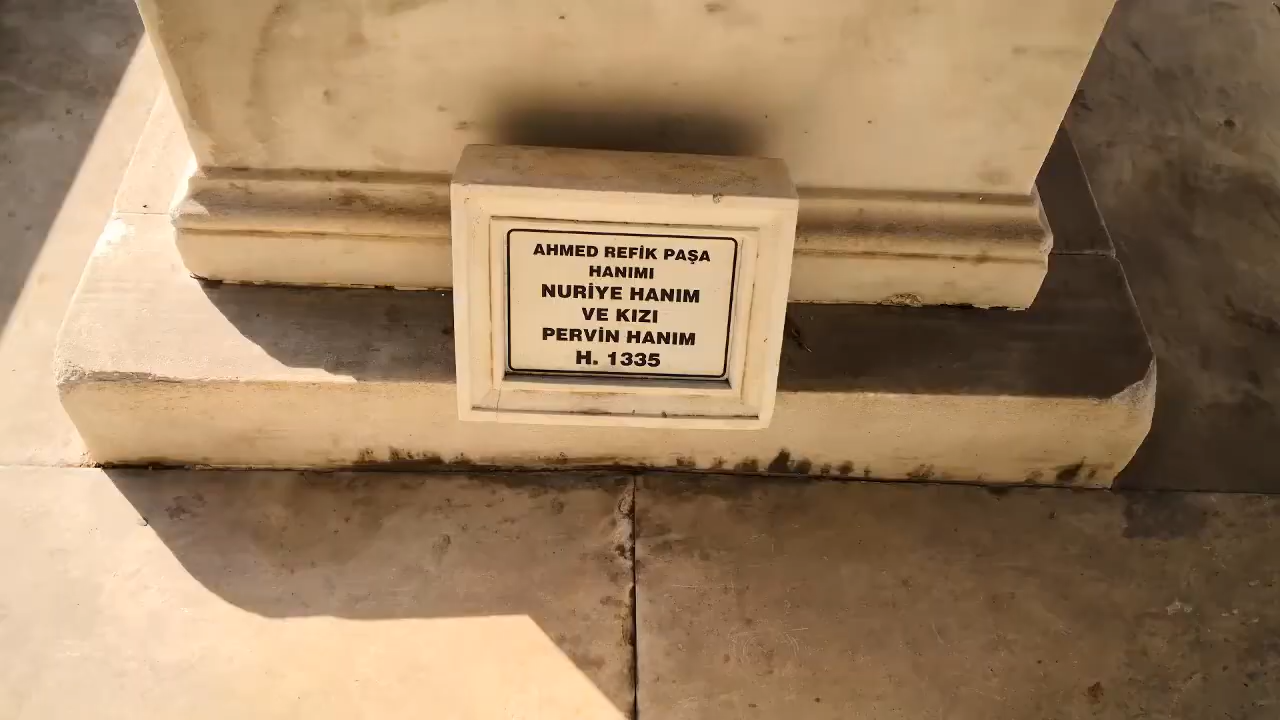 AHMED REFİK PAŞA
HANIMI
NURİYE HANIM
VE KIZI
PERVİN HANIM
H. 1335